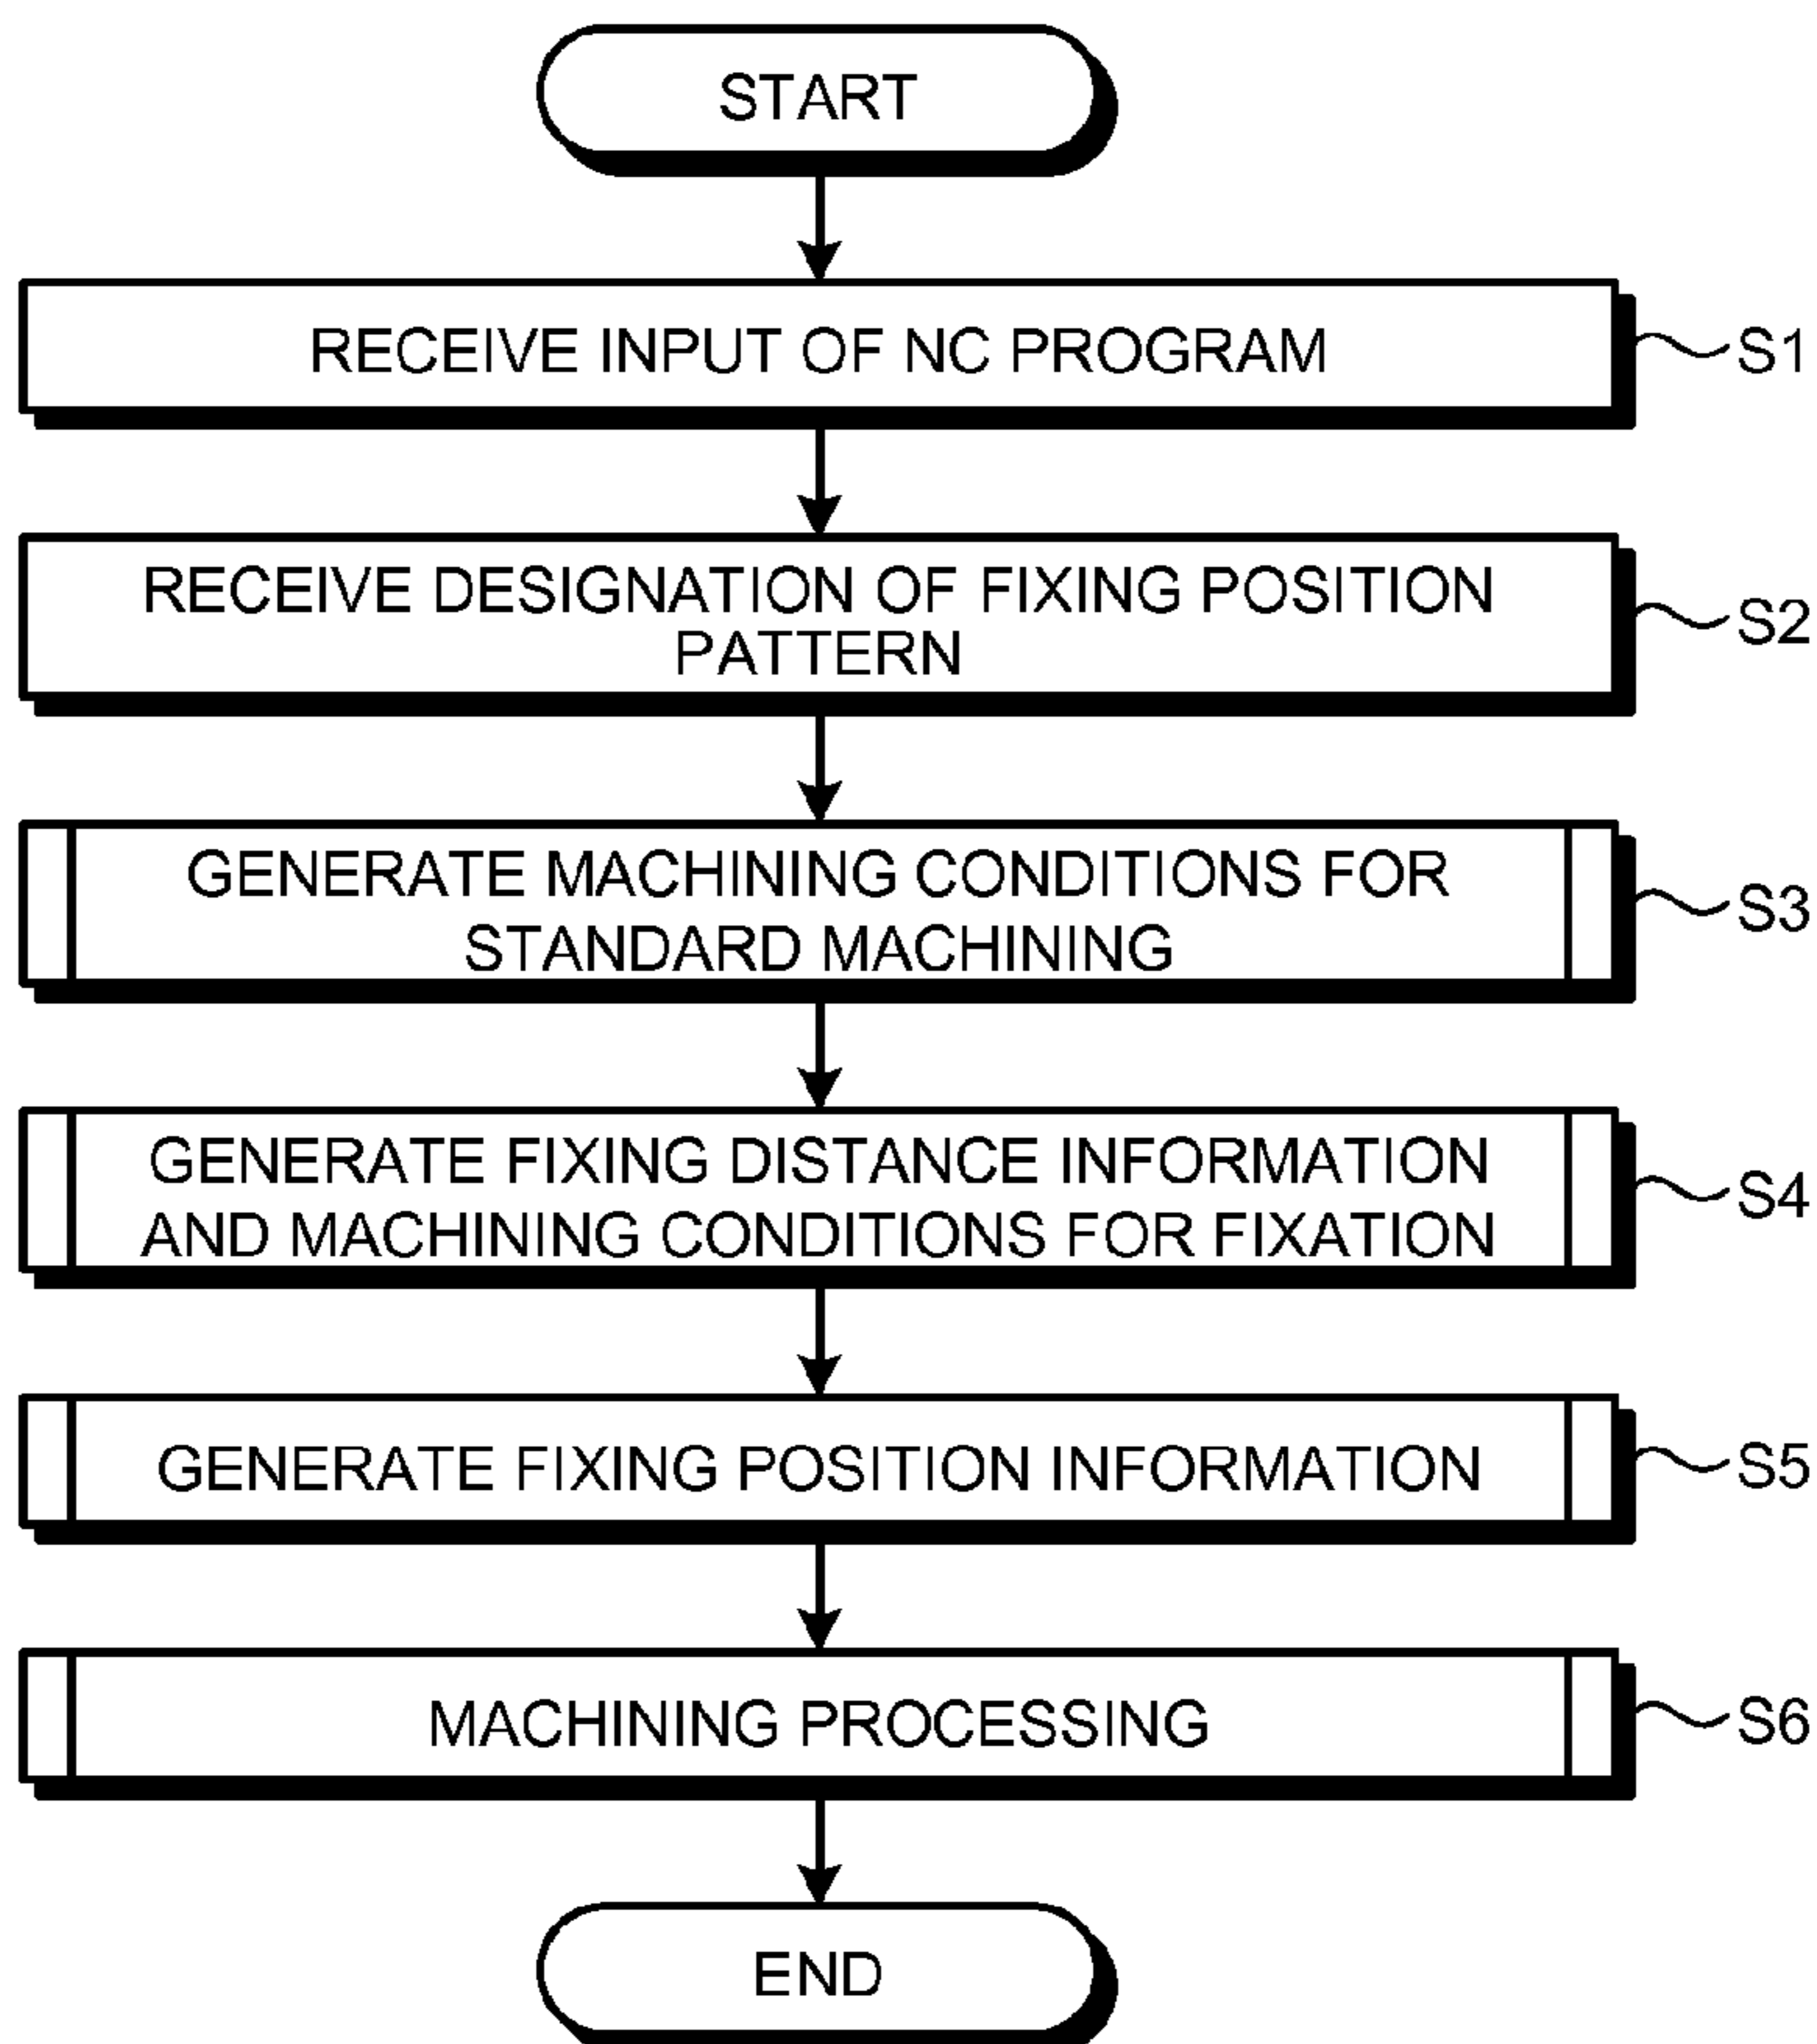 START
RECEIVE INPUT OF NC PROGRAM
S1
RECEIVE DESIGNATION OF FIXING POSITION
PATTERN
S2
GENERATE MACHINING CONDITIONS FOR
STANDARD MACHINING
S3
GENERATE FIXING DISTANCE INFORMATION
AND MACHINING CONDITIONS FOR FIXATION
S4
GENERATE FIXING POSITION INFORMATION
S5
MACHINING PROCESSING
S6
END